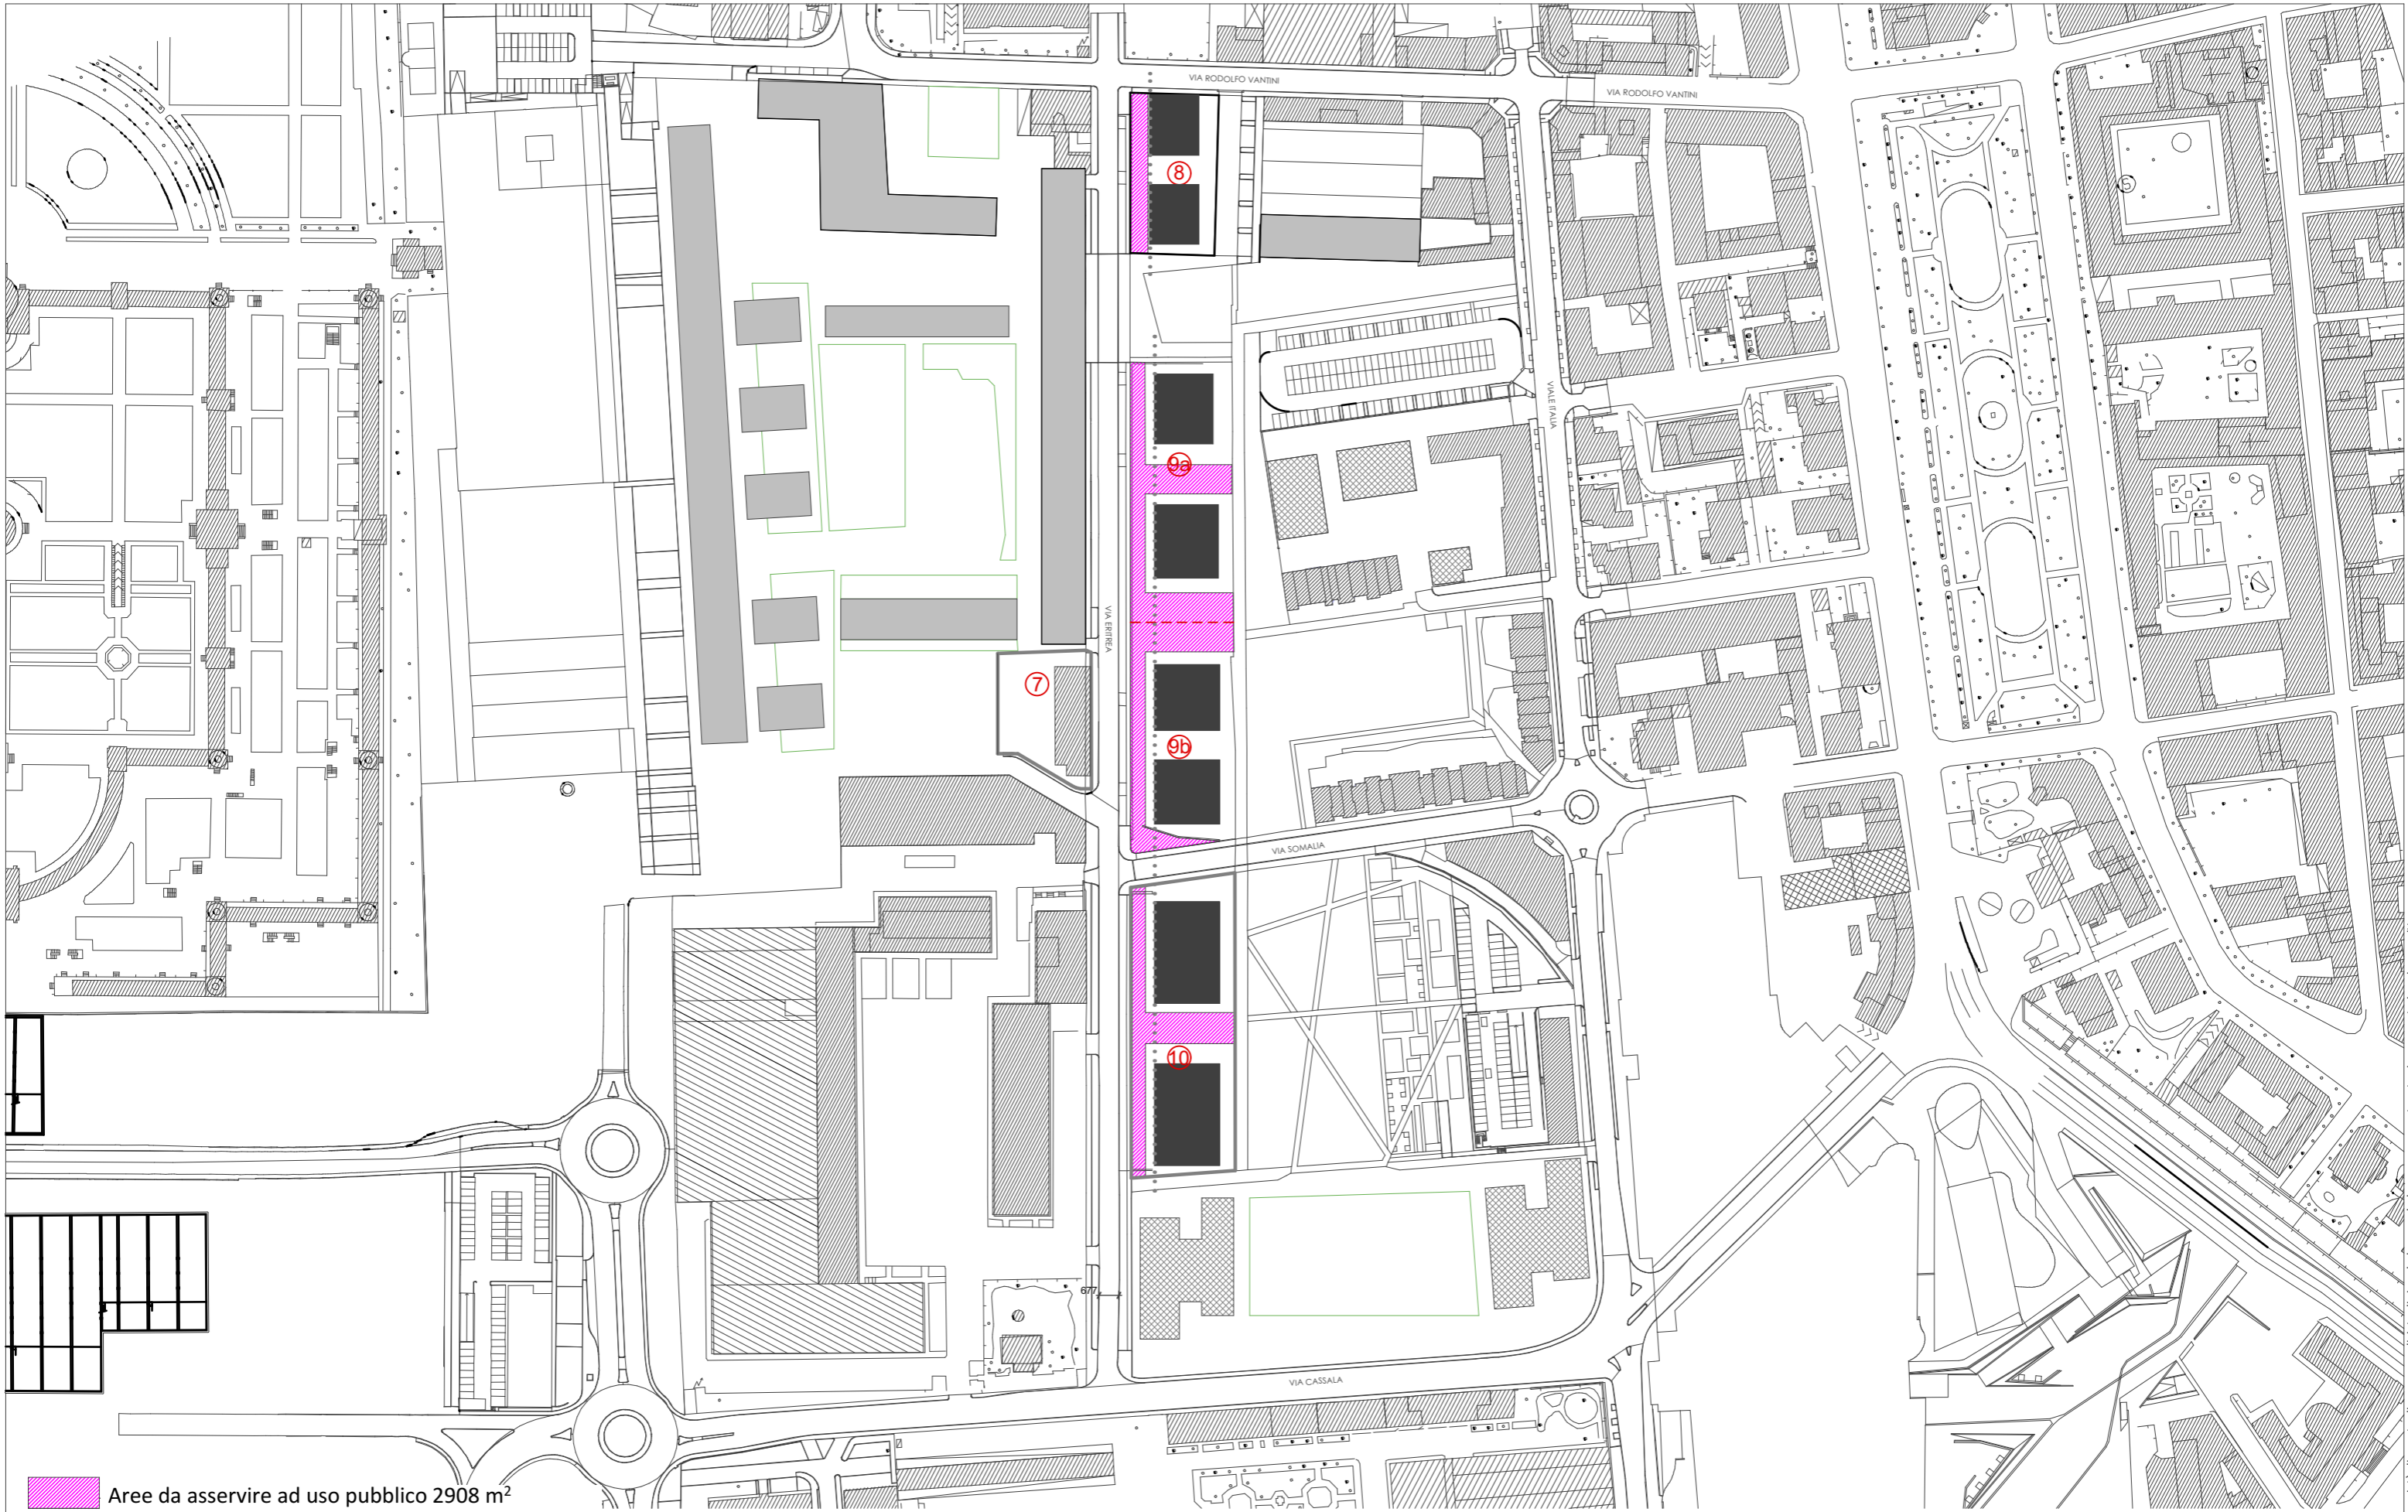 VIA RODOLFO VANTINI
VIA RODOLFO VANTINI
8
VIALE ITALIA
9a
VIA ERITREA
7
9b
VIA SOMALIA
10
677
VIA CASSALA
Aree da asservire ad uso pubblico 2908 m²